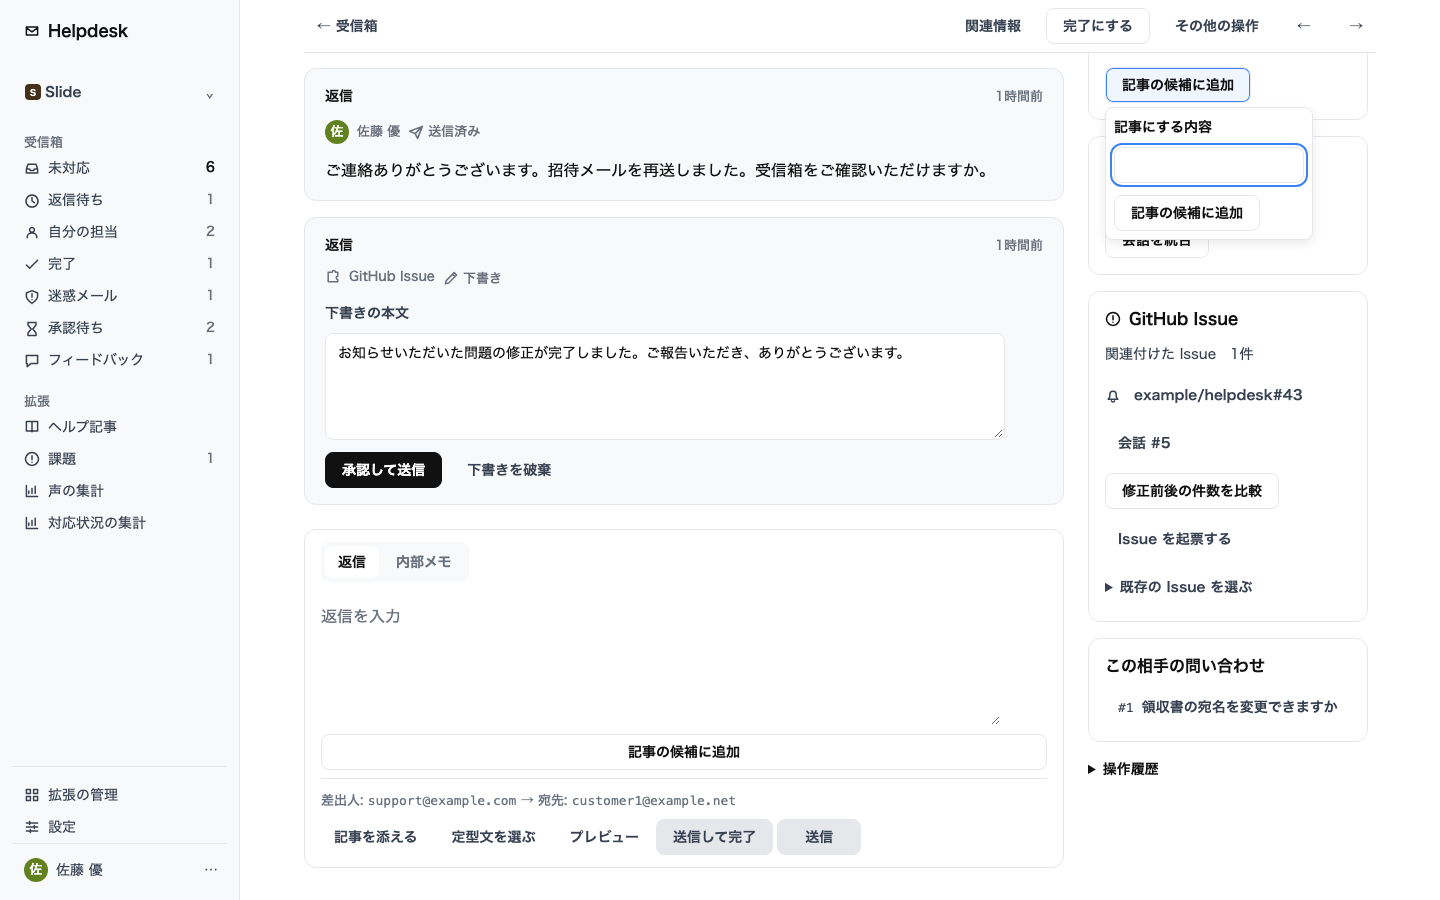 Helpdesk
S Slide
受信箱
未対応 6
返信待ち 1
自分の担当 2
完了 1
迷惑メール 1
承認待ち 2
フィードバック 1
拡張
ヘルプ記事
課題 1
声の集計
対応状況の集計
拡張の管理
設定
佐 佐藤 優 …
← 受信箱
関連情報 完了にする その他の操作 ← →
返信 1時間前
佐 佐藤 優 送信済み
ご連絡ありがとうございます。招待メールを再送しました。受信箱をご確認いただけますか。
返信 1時間前
GitHub Issue 下書き
下書きの本文
お知らせいただいた問題の修正が完了しました。ご報告いただき、ありがとうございます。
承認して送信 下書きを破棄
返信 内部メモ
返信を入力
記事の候補に追加
差出人: support@example.com → 宛先: customer1@example.net
記事を添える 定型文を選ぶ プレビュー 送信して完了 送信
記事の候補に追加
記事にする内容
記事の候補に追加
会話を統合
GitHub Issue
関連付けた Issue 1件
example/helpdesk#43
会話 #5
修正前後の件数を比較
Issue を起票する
▶ 既存の Issue を選ぶ
この相手の問い合わせ
#1 領収書の宛名を変更できますか
▶ 操作履歴